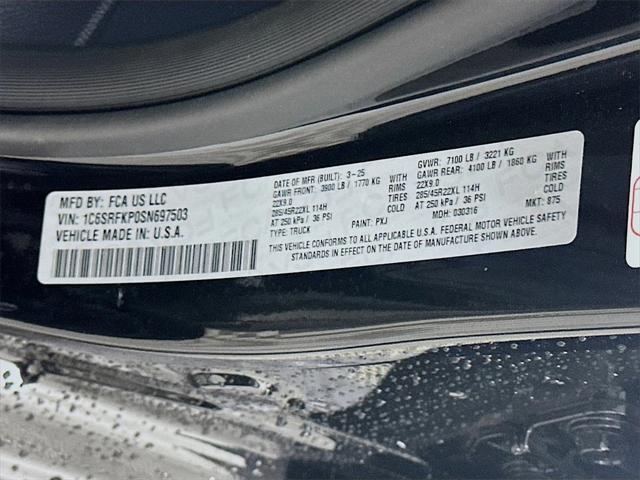 MFD BY: FCA US LLC
VIN: 1C6SRFKP0SN697503
VEHICLE MADE IN U.S.A.
DATE OF MFR (BUILT): 3-25
GAWR FRONT: 3900 LB / 1770 KG WITH
22X9.0 RIMS
285/45R22XL 114H TIRES
AT 250 kPa / 36 PSI COLD
TYPE: TRUCK PAINT: PXJ
GVWR: 7100 LB / 3221 KG
GAWR REAR: 4100 LB / 1860 KG WITH
22X9.0 RIMS
285/45R22XL 114H TIRES
AT 250 kPa / 36 PSI COLD
MDH: 030316 MKT: 875
THIS VEHICLE CONFORMS TO ALL APPLICABLE U.S.A. FEDERAL MOTOR VEHICLE SAFETY
STANDARDS IN EFFECT ON THE DATE OF MANUFACTURE SHOWN ABOVE.